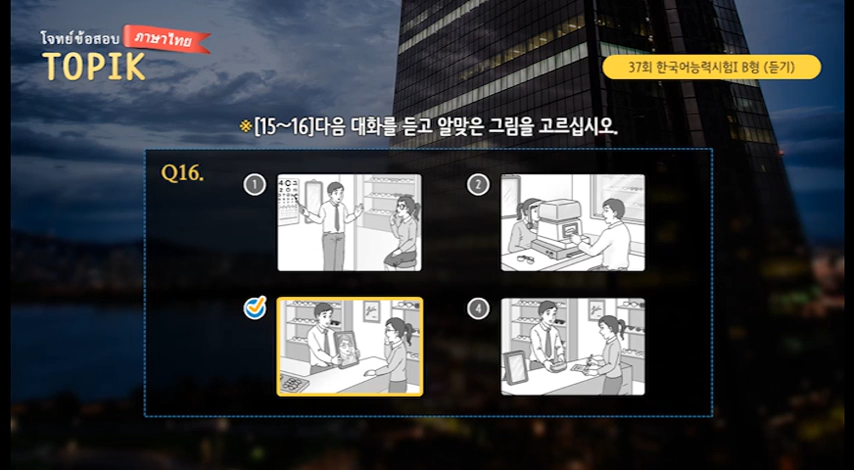 โจทย์ข้อสอบ ภาษาไทย
TOPIK
37회 한국어능력시험I B형 (듣기)
※[15~16]다음 대화를 듣고 알맞은 그림을 고르십시오.
Q16.
1
2
4